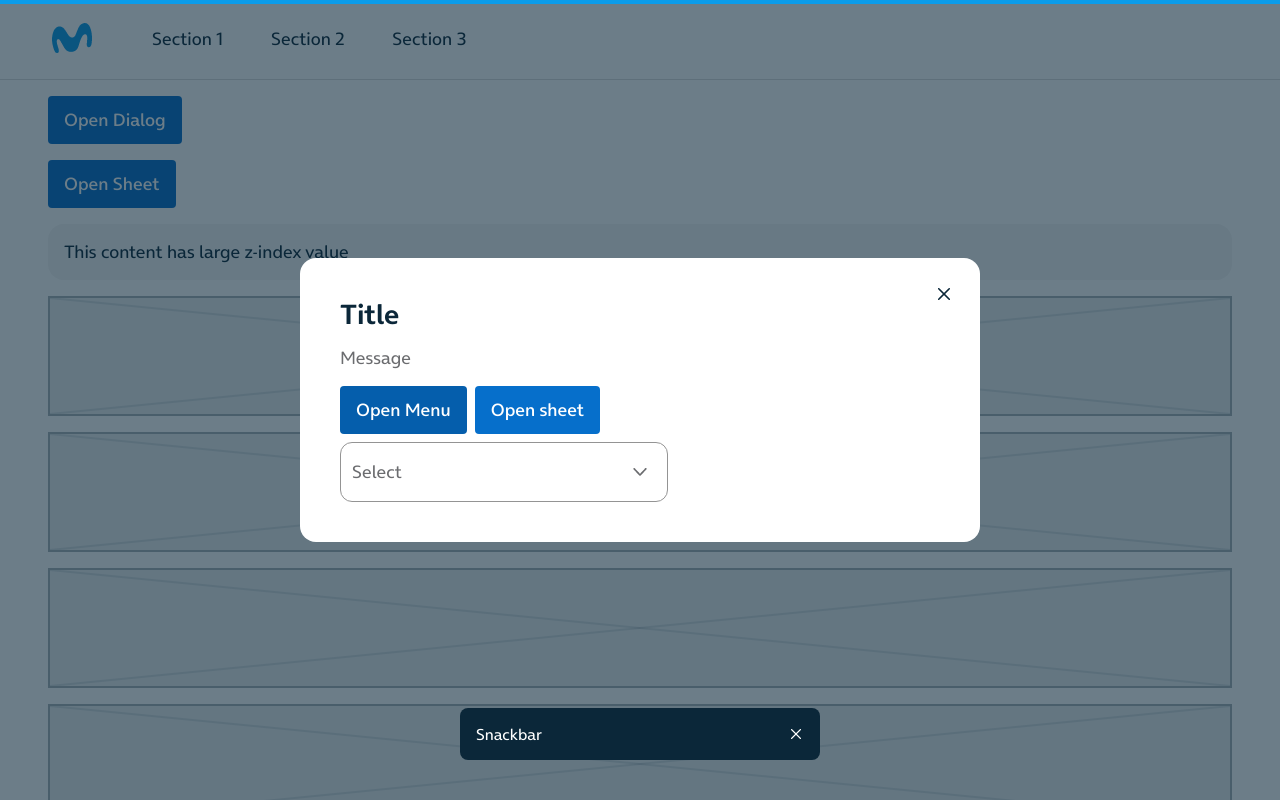 Section 1 Section 2 Section 3
Open Dialog
Open Sheet
This content has large z-index value
Title
Message
Open Menu Open sheet
Select
Snackbar